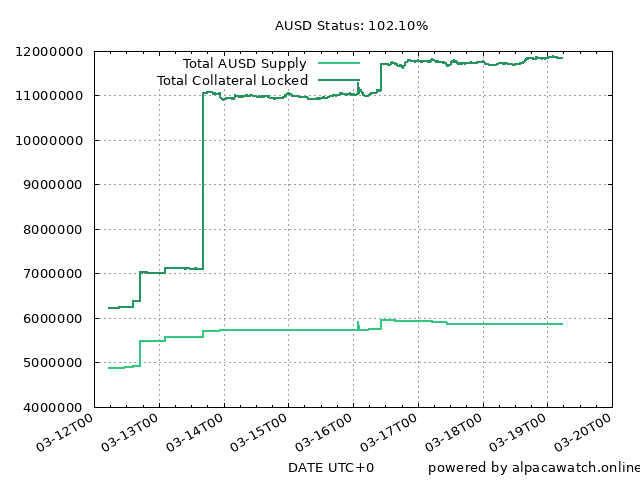 AUSD Status: 102.10%
12000000
11000000
10000000
9000000
8000000
7000000
6000000
5000000
4000000
Total AUSD Supply
Total Collateral Locked
03-12T00
03-13T00
03-14T00
03-15T00
03-16T00
03-17T00
03-18T00
03-19T00
03-20T00
DATE UTC+0
powered by alpacawatch.online